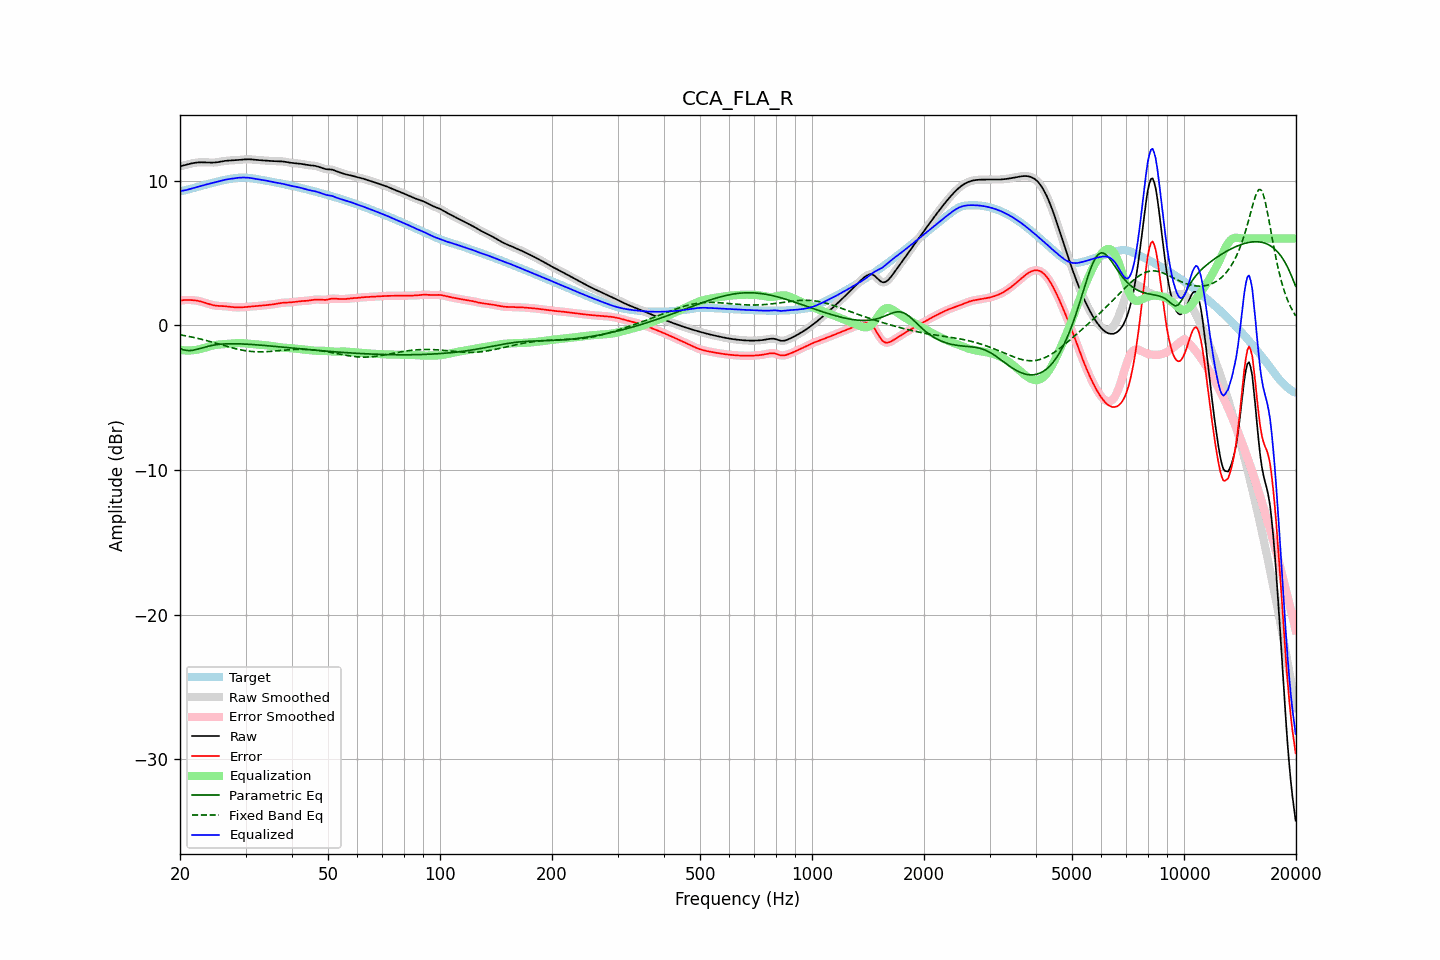 CCA_FLA_R
10
0
−10
−20
−30
Amplitude (dBr)
Target
Raw Smoothed
Error Smoothed
Raw
Error
Equalization
Parametric Eq
Fixed Band Eq
Equalized
20 50 100 200 500 1000 2000 5000 10000 20000
Frequency (Hz)